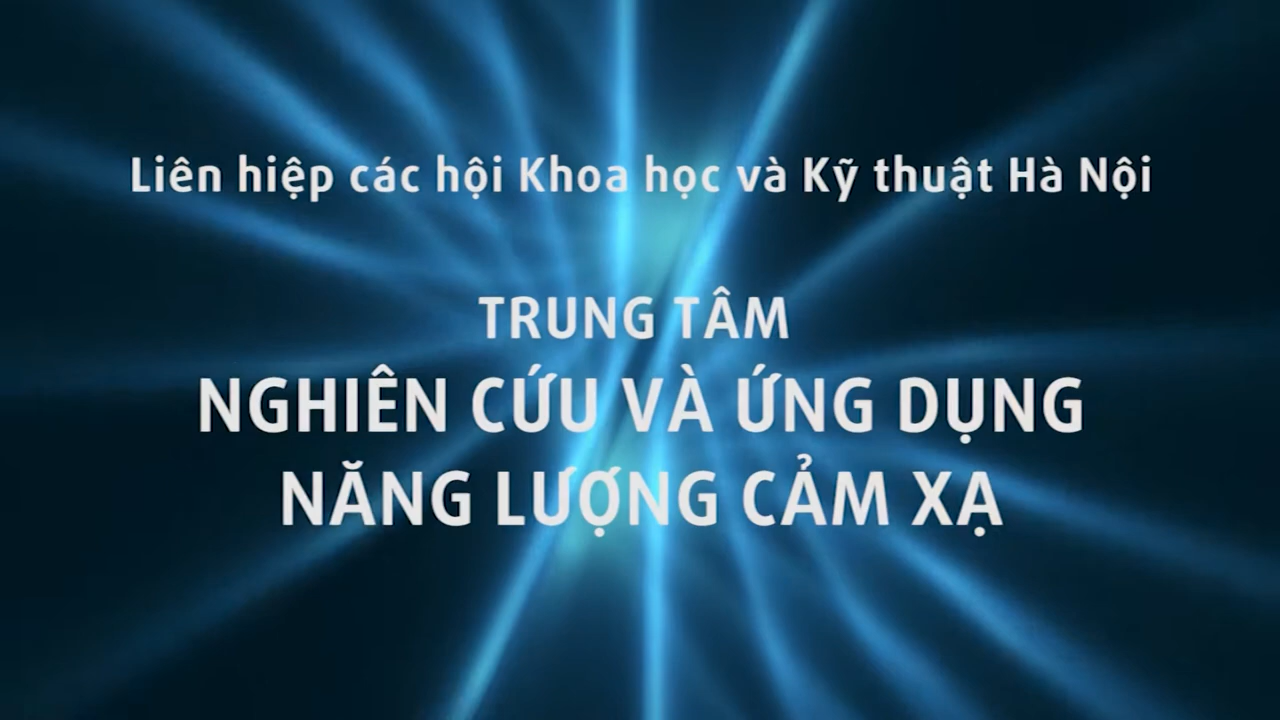 Liên hiệp các hội Khoa học và Kỹ thuật Hà Nội
TRUNG TÂM
NGHIÊN CỨU VÀ ỨNG DỤNG
NĂNG LƯỢNG CẢM XẠ